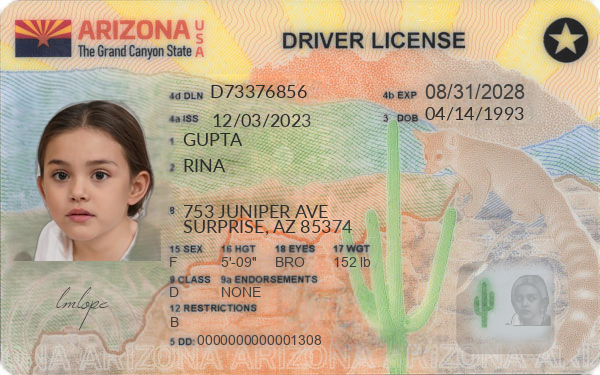 ARIZONA USA
The Grand Canyon State
DRIVER LICENSE
4d DLN D73376856
4b EXP 08/31/2028
4a ISS 12/03/2023
3 DOB 04/14/1993
1 GUPTA
2 RINA
8 753 JUNIPER AVE
SURPRISE, AZ 85374
15 SEX 16 HGT 18 EYES 17 WGT
F 5'-09" BRO 152 lb
9 CLASS 9a ENDORSEMENTS
D NONE
12 RESTRICTIONS
B
lmlope
5 DD: 0000000000001308
ONA ARIZONA ARIZONA ARIZONA ARIZONA ARIZ